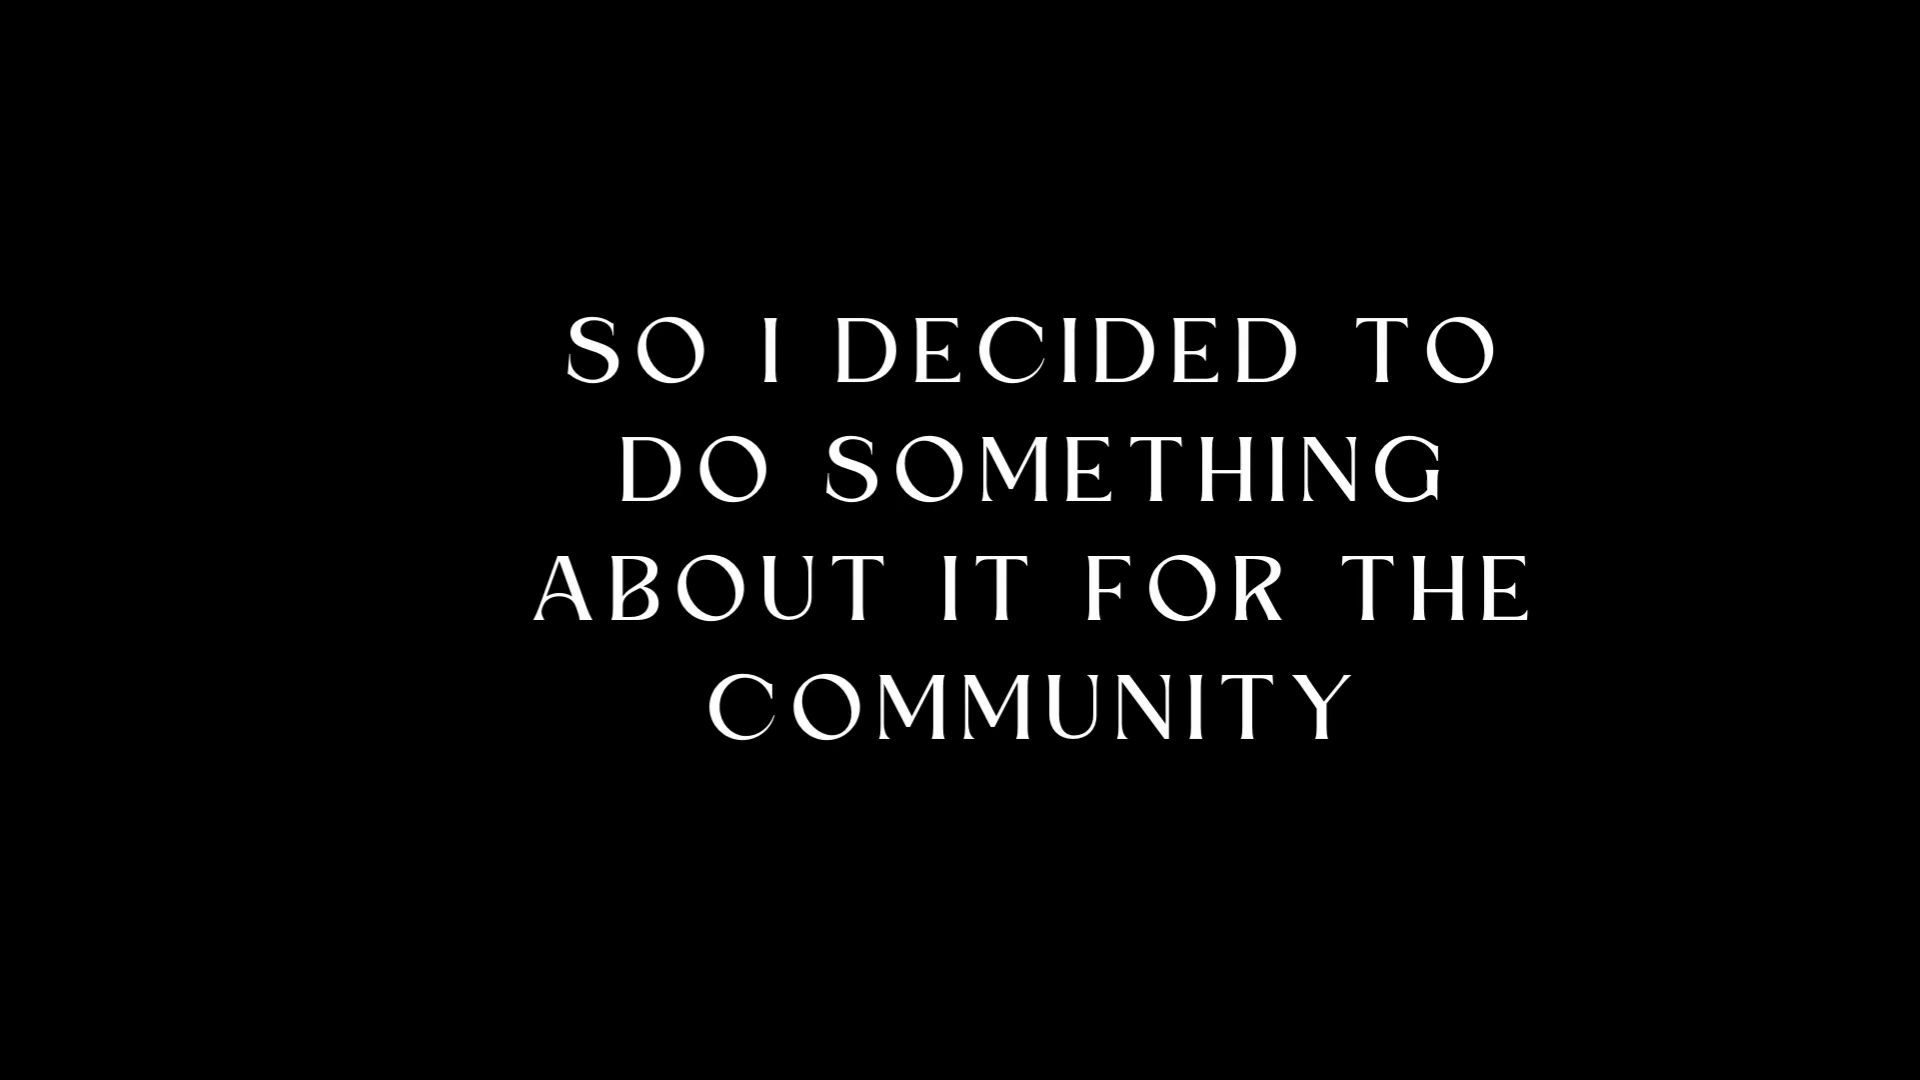 SO I DECIDED TO
DO SOMETHING
ABOUT IT FOR THE
COMMUNITY